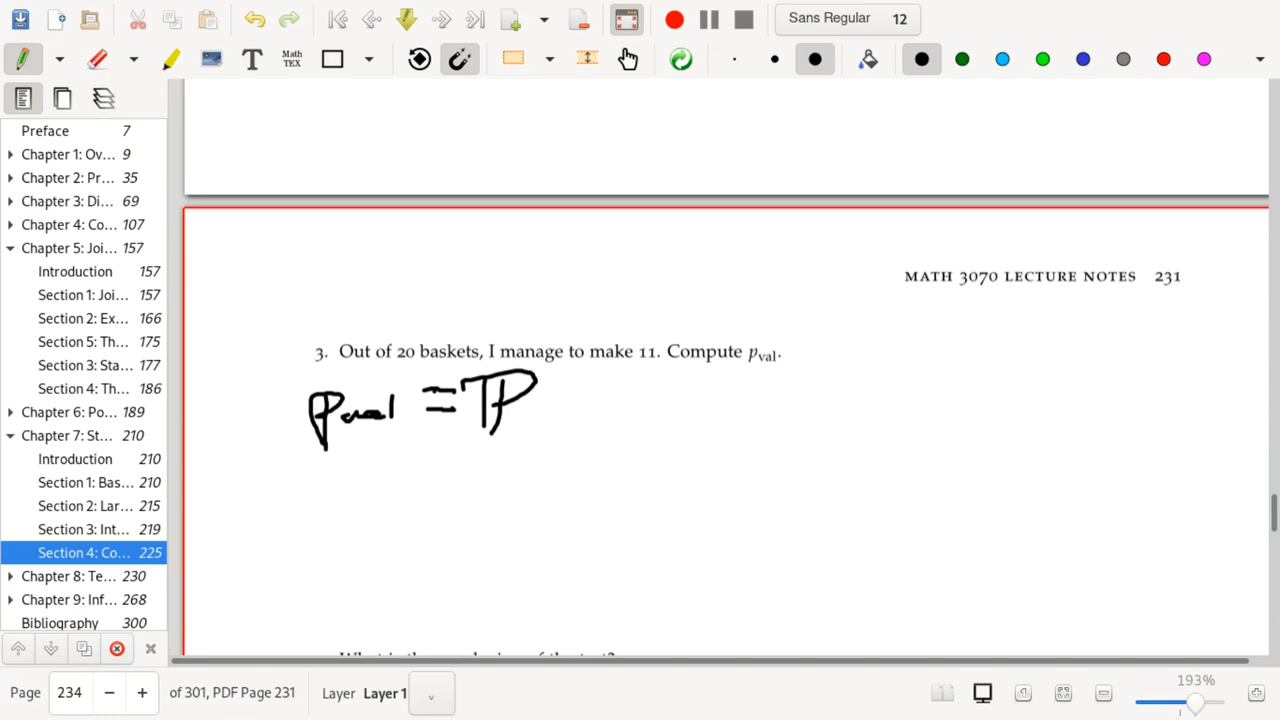 Sans Regular 12
T Math TEX
Preface 7
Chapter 1: Ov... 9
Chapter 2: Pr... 35
Chapter 3: Di... 69
Chapter 4: Co... 107
Chapter 5: Joi... 157
Introduction 157
Section 1: Joi... 157
Section 2: Ex... 166
Section 5: Th... 175
Section 3: Sta... 177
Section 4: Th... 186
Chapter 6: Po... 189
Chapter 7: St... 210
Introduction 210
Section 1: Bas... 210
Section 2: Lar... 215
Section 3: Int... 219
Section 4: Co... 225
Chapter 8: Te... 230
Chapter 9: Inf... 268
Bibliography 300
MATH 3070 LECTURE NOTES 231
3. Out of 20 baskets, I manage to make 11. Compute p_val.
p_val = ℙ
Page 234 of 301, PDF Page 231 Layer Layer 1 193%